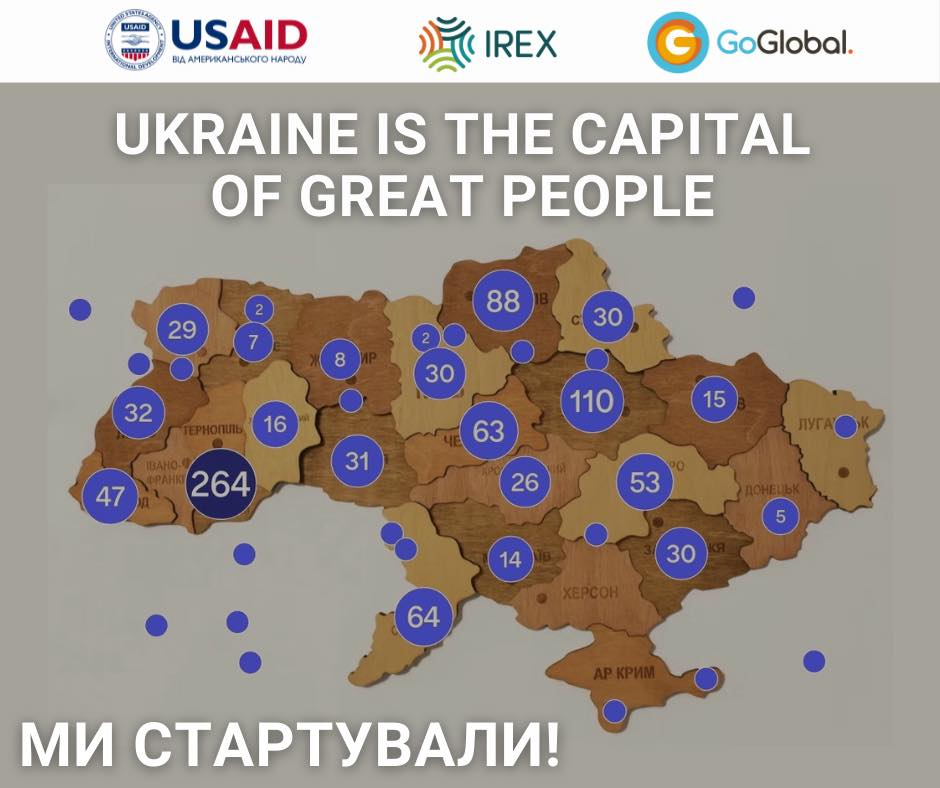 USAID
ВІД АМЕРИКАНСЬКОГО НАРОДУ
IREX
GoGlobal.
UKRAINE IS THE CAPITAL
OF GREAT PEOPLE
88
29
2
30
7
2
8
30
15
110
32
16
ТЕРНОПІЛЬ
63
ЛУГА
К
31
264
47
26
53
ДОНЕЦЬК
5
14
30
ХЕРСОН
64
АР КРИМ
МИ СТАРТУВАЛИ!